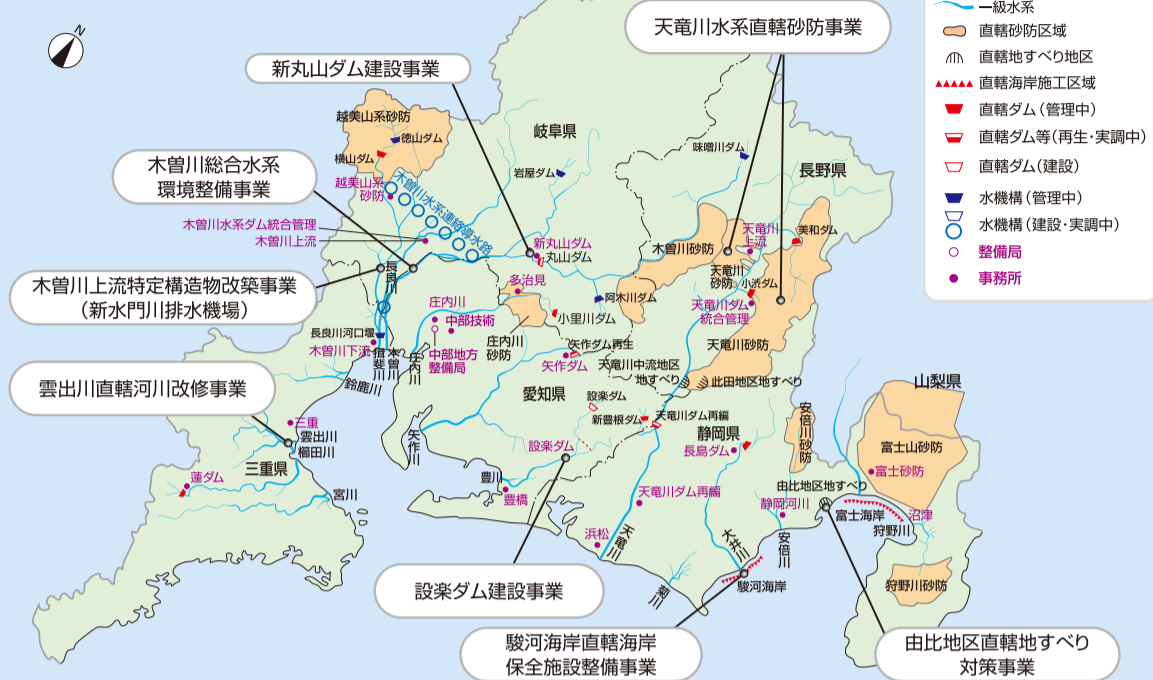 N
天竜川水系直轄砂防事業
新丸山ダム建設事業
木曽川総合水系
環境整備事業
木曽川上流特定構造物改築事業
（新水門川排水機場）
雲出川直轄河川改修事業
設楽ダム建設事業
駿河海岸直轄海岸
保全施設整備事業
由比地区直轄地すべり
対策事業
一級水系
直轄砂防区域
直轄地すべり地区
直轄海岸施工区域
直轄ダム（管理中）
直轄ダム等（再生・実調中）
直轄ダム（建設）
水機構（管理中）
水機構（建設・実調中）
整備局
事務所
越美山系砂防
徳山ダム
横山ダム
越美山系
砂防
木曽川水系連絡導水路
木曽川水系ダム統合管理
木曽川上流
岐阜県
岩屋ダム
味噌川ダム
長野県
新丸山ダム
丸山ダム
木曽川砂防
天竜川
上流
美和ダム
天竜川
砂防
小渋ダム
天竜川ダム
統合管理
天竜川砂防
多治見
阿木川ダム
小里川ダム
庄内川
砂防
長良川
庄内川
中部技術
中部地方
整備局
長良川河口堰
木曽川下流
揖斐川
木曽川
庄内川
鈴鹿川
矢作ダム再生
矢作ダム
天竜川中流地区
地すべり
此田地区地すべり
愛知県
設楽ダム
新豊根ダム
天竜川ダム再編
静岡県
長島ダム
安倍川砂防
山梨県
富士山砂防
富士砂防
由比地区地すべり
富士海岸
沼津
狩野川
狩野川砂防
静岡河川
安倍川
大井川
駿河海岸
菊川
天竜川
浜松
天竜川ダム再編
設楽ダム
豊川
豊橋
矢作川
三重
雲出川
櫛田川
三重県
蓮ダム
宮川